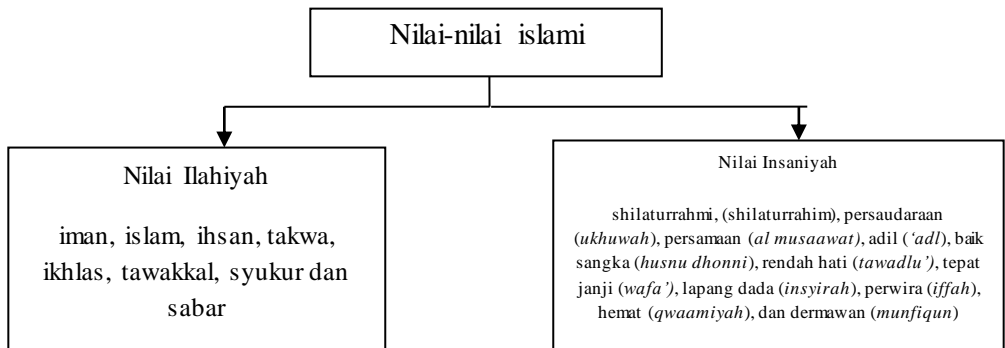 Nilai-nilai islami
Nilai Ilahiyah
iman, islam, ihsan, takwa,
ikhlas, tawakkal, syukur dan
sabar
Nilai Insaniyah
shilaturrahmi, (shilaturrahim), persaudaraan
(ukhuwah), persamaan (al musaawat), adil (‘adl), baik
sangka (husnu dhonni), rendah hati (tawadlu’), tepat
janji (wafa’), lapang dada (insyirah), perwira (iffah),
hemat (qwaamiyah), dan dermawan (munfiqun)